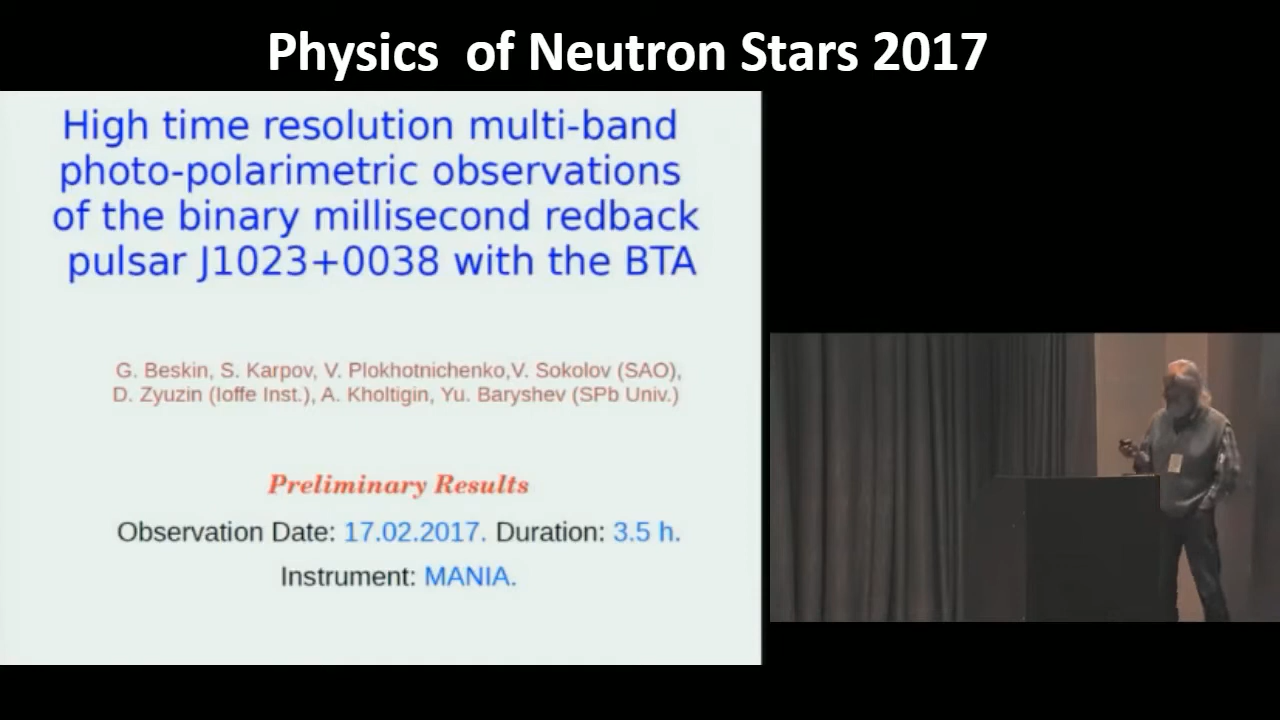 Physics of Neutron Stars 2017
High time resolution multi-band
photo-polarimetric observations
of the binary millisecond redback
pulsar J1023+0038 with the BTA
G. Beskin, S. Karpov, V. Plokhotnichenko,V. Sokolov (SAO),
D. Zyuzin (Ioffe Inst.), A. Kholtigin, Yu. Baryshev (SPb Univ.)
Preliminary Results
Observation Date: 17.02.2017. Duration: 3.5 h.
Instrument: MANIA.